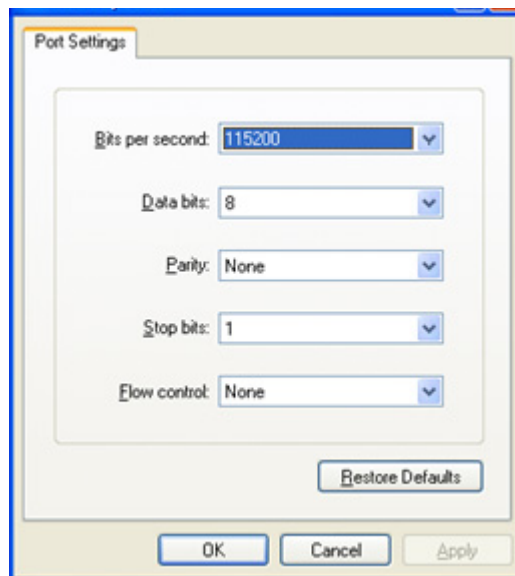 Port Settings
Bits per second: 115200
Data bits: 8
Parity: None
Stop bits: 1
Flow control: None
Restore Defaults
OK Cancel Apply